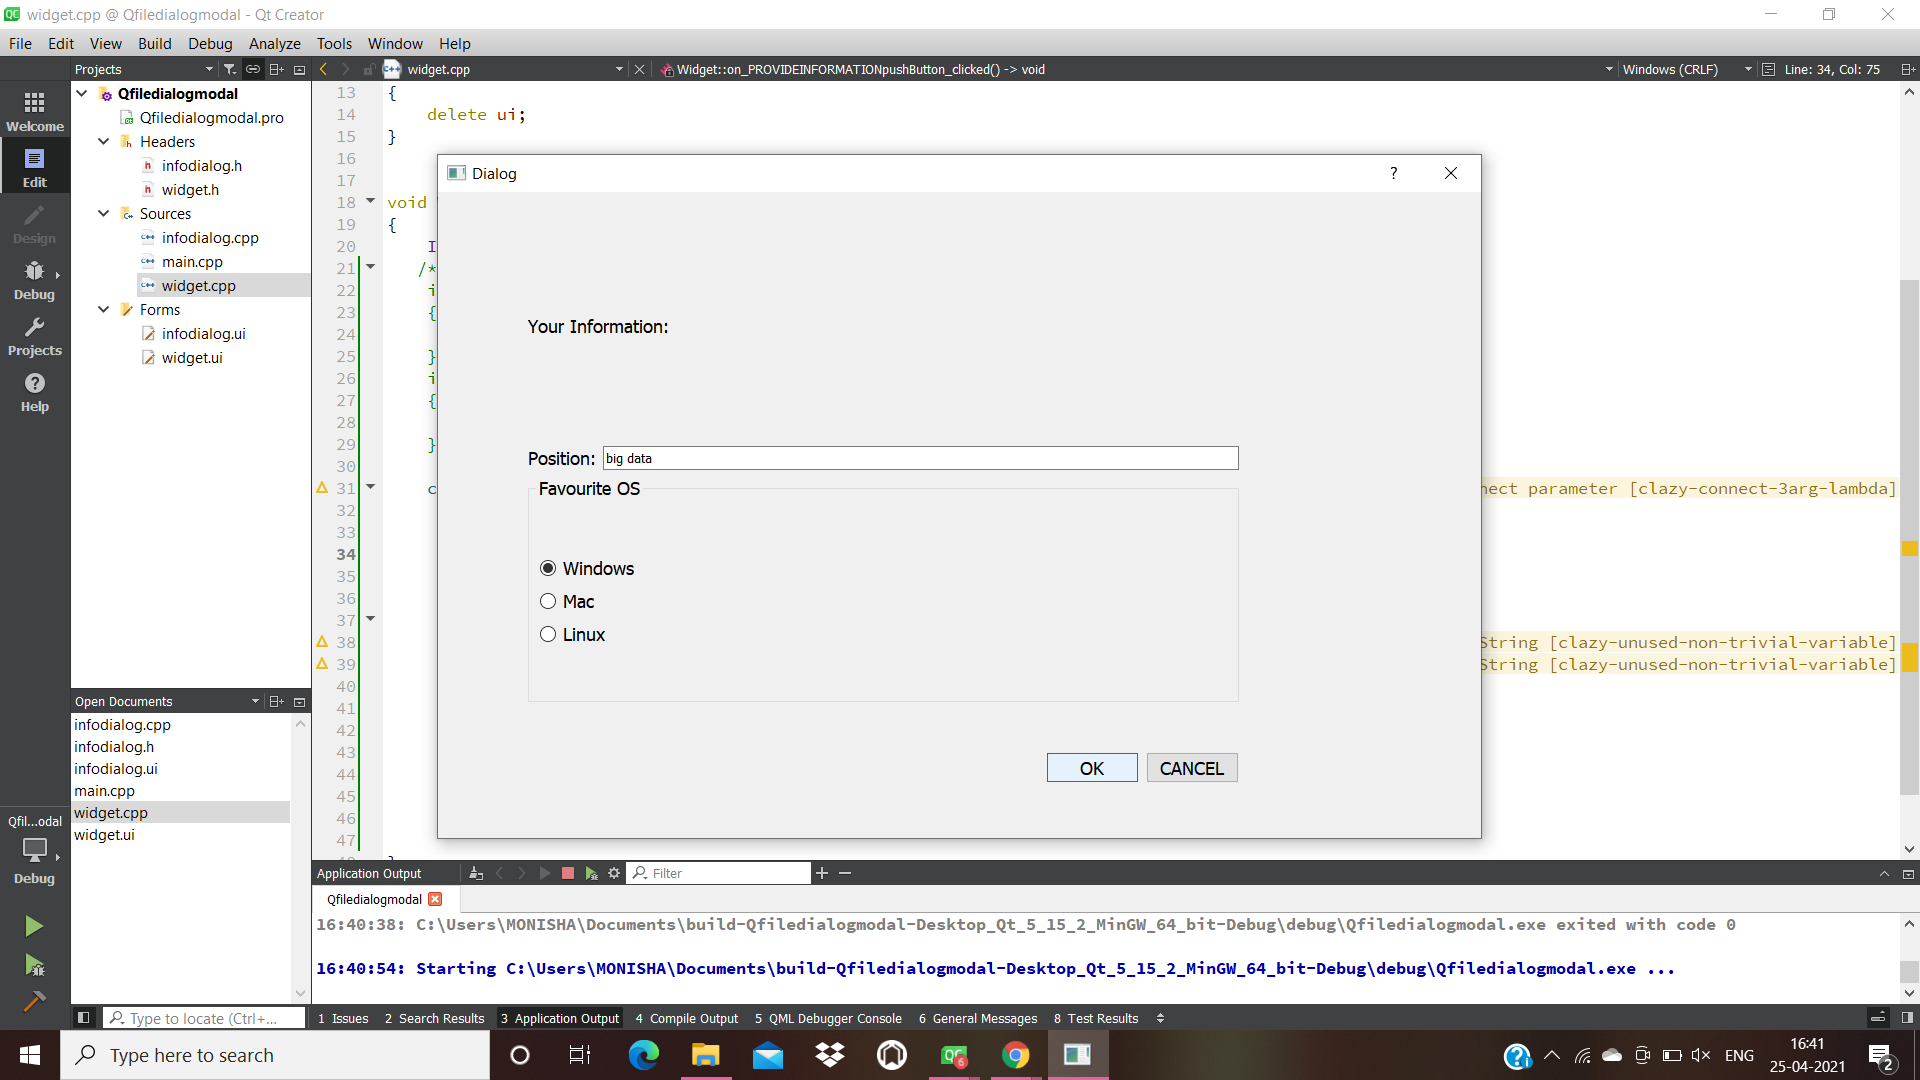 widget.cpp @ Qfiledialogmodal - Qt Creator
File Edit View Build Debug Analyze Tools Window Help
Projects
widget.cpp
Widget::on_PROVIDEINFORMATIONpushButton_clicked() -> void
Windows (CRLF)
Line: 34, Col: 75
Welcome
Edit
Design
Debug
Projects
Help
Qfiledialogmodal
Qfiledialogmodal.pro
Headers
infodialog.h
widget.h
Sources
infodialog.cpp
main.cpp
widget.cpp
Forms
infodialog.ui
widget.ui
Open Documents
infodialog.cpp
infodialog.h
infodialog.ui
main.cpp
widget.cpp
widget.ui
Qfil...odal
Debug
13 {
14 delete ui;
15 }
16
17
18 void
19 {
20 I
21 /*
22 i
23 {
24
25 }
26 i
27 {
28
29 }
30
31 c nect parameter [clazy-connect-3arg-lambda]
32
33
34
35
36
37
38 String [clazy-unused-non-trivial-variable]
39 String [clazy-unused-non-trivial-variable]
40
41
42
43
44
45
46
47
Dialog
?
Your Information:
Position: big data
Favourite OS
Windows
Mac
Linux
OK CANCEL
Application Output
Filter
Qfiledialogmodal
16:40:38: C:\Users\MONISHA\Documents\build-Qfiledialogmodal-Desktop_Qt_5_15_2_MinGW_64_bit-Debug\debug\Qfiledialogmodal.exe exited with code 0
16:40:54: Starting C:\Users\MONISHA\Documents\build-Qfiledialogmodal-Desktop_Qt_5_15_2_MinGW_64_bit-Debug\debug\Qfiledialogmodal.exe ...
Type to locate (Ctrl+...
1 Issues 2 Search Results 3 Application Output 4 Compile Output 5 QML Debugger Console 6 General Messages 8 Test Results
Type here to search
ENG
16:41
25-04-2021
2